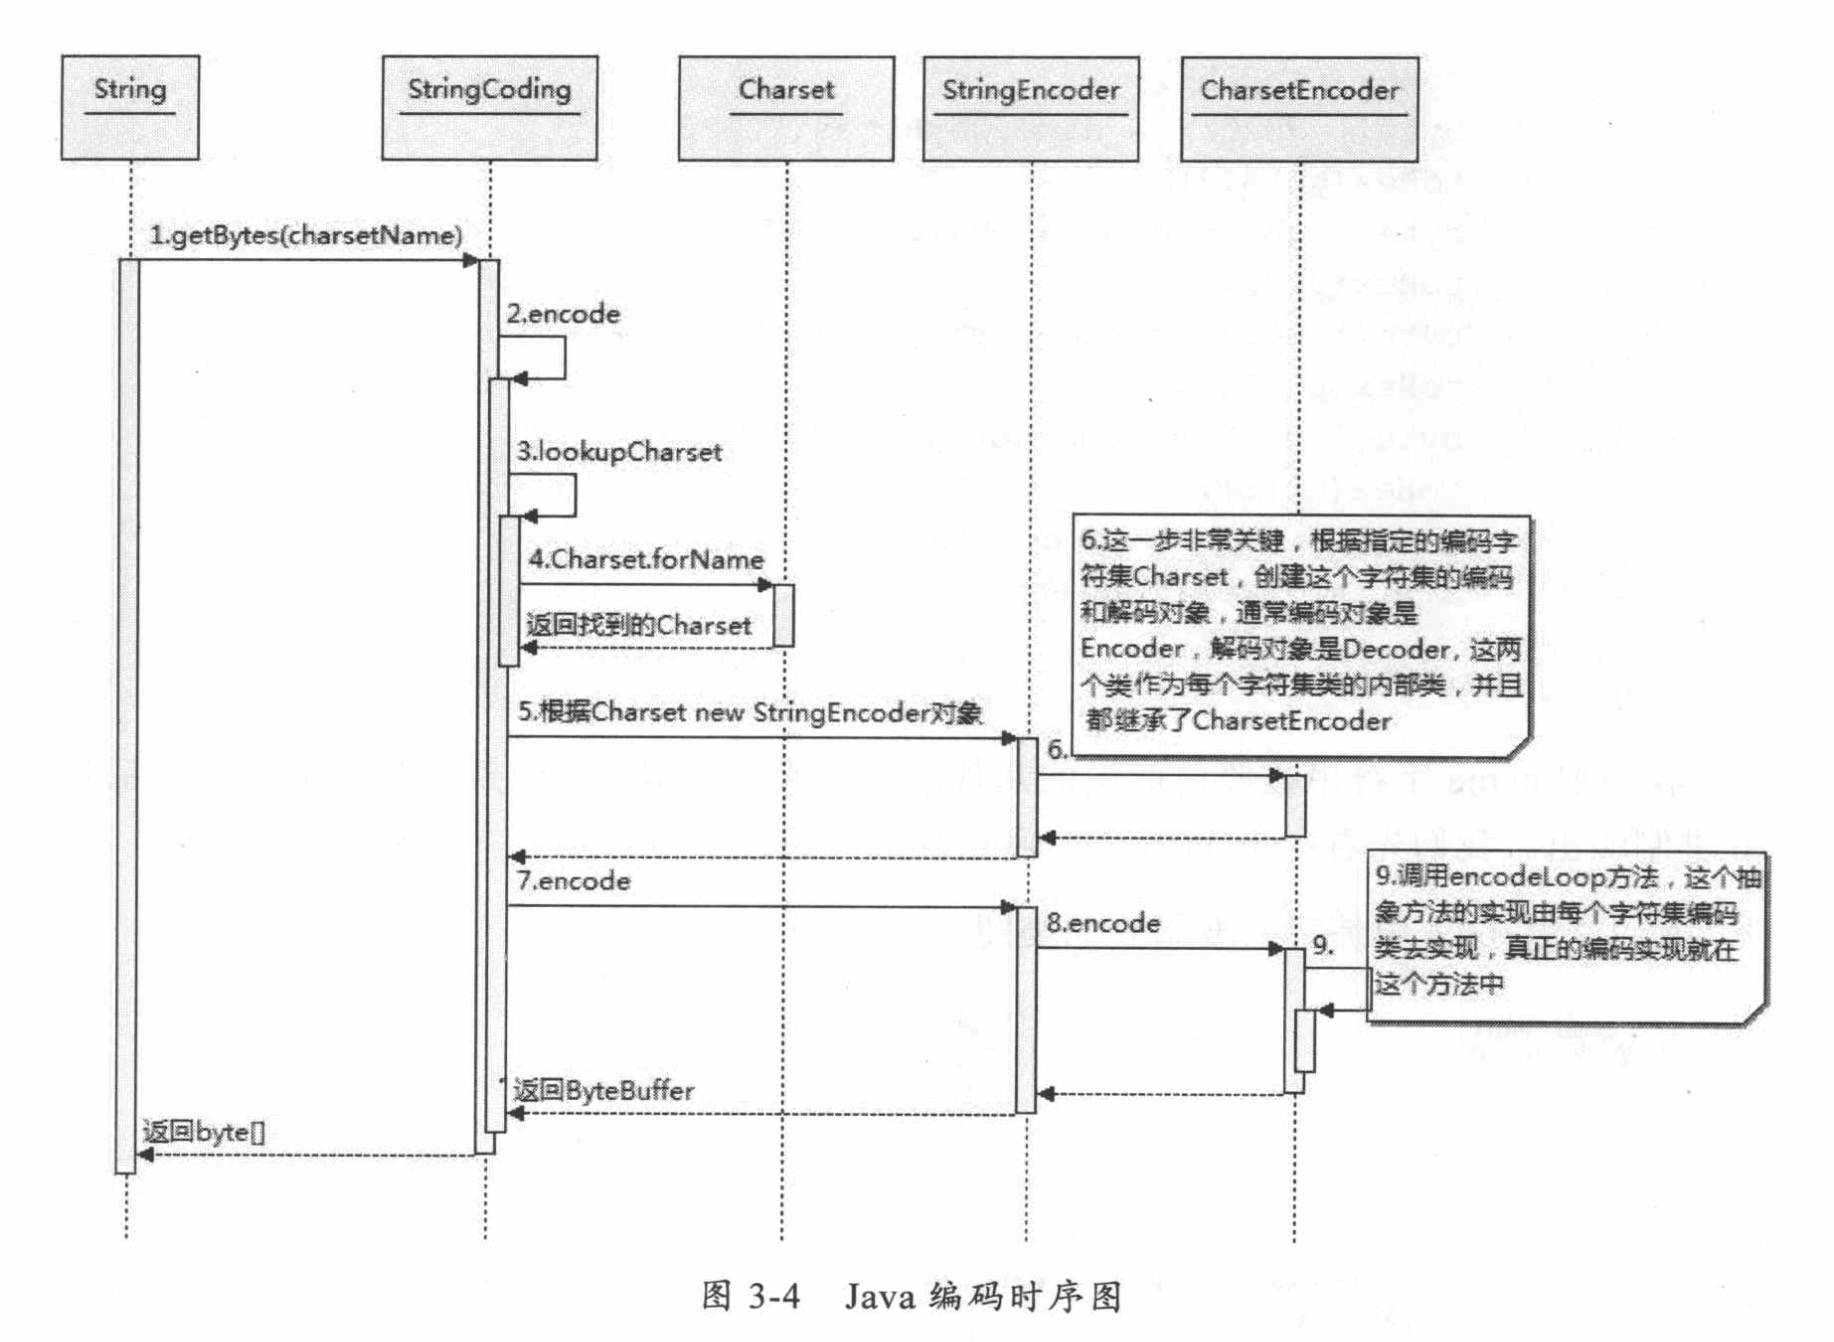 String
StringCoding
Charset
StringEncoder
CharsetEncoder
1.getBytes(charsetName)
2.encode
3.lookupCharset
4.Charset.forName
返回找到的Charset
6.这一步非常关键，根据指定的编码字
符集Charset，创建这个字符集的编码
和解码对象，通常编码对象是
Encoder，解码对象是Decoder, 这两
个类作为每个字符集类的内部类，并且
都继承了CharsetEncoder
5.根据Charset new StringEncoder对象
6.
7.encode
8.encode
9.
9.调用encodeLoop方法，这个抽
象方法的实现由每个字符集编码
类去实现，真正的编码实现就在
这个方法中
返回ByteBuffer
返回byte[]
图 3-4 Java 编码时序图